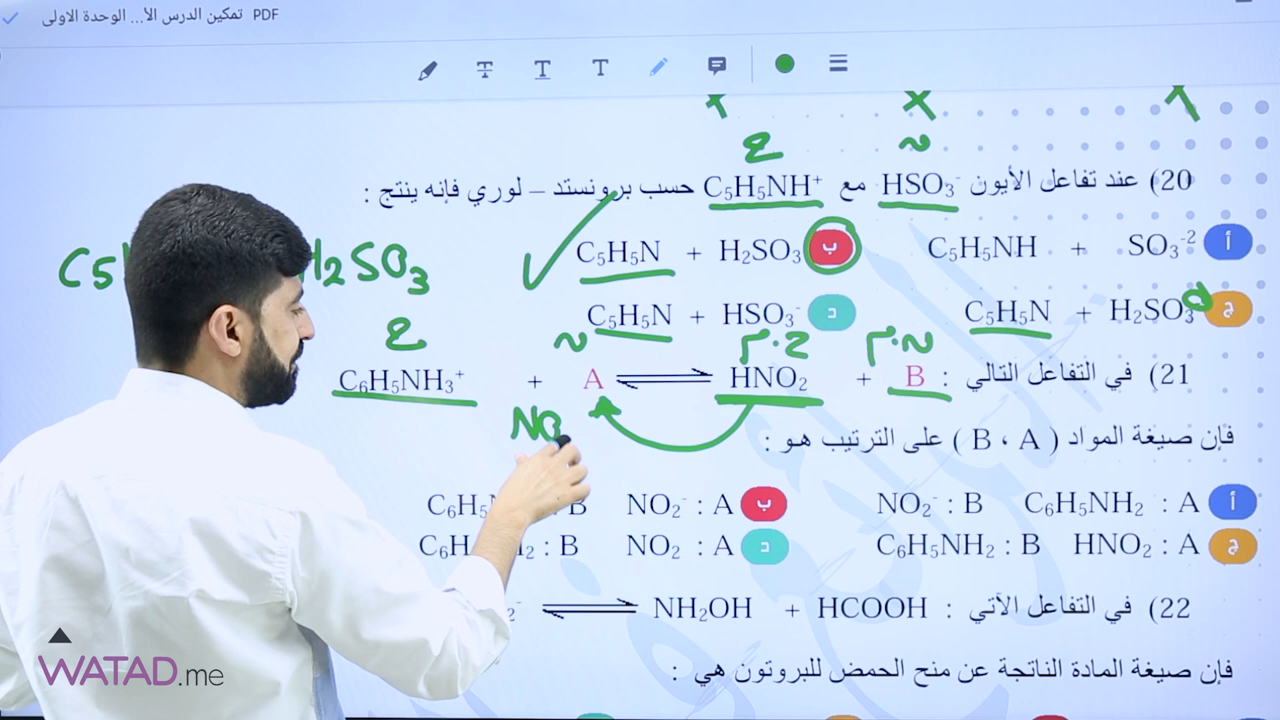 PDF تمكين الدرس الأ... الوحدة الاولى
ع ~
20) عند تفاعل الأيون HSO₃⁻ مع C₅H₅NH⁺ حسب برونستد – لوري فإنه ينتج :
أ C₅H₅NH + SO₃⁻² ب C₅H₅N + H₂SO₃
C5 H2SO3
ج C₅H₅N + H₂SO₃ د C₅H₅N + HSO₃⁻
21) في التفاعل التالي : C₆H₅NH₃⁺ + A ⇌ HNO₂ + B
فإن صيغة المواد ( B ، A ) على الترتيب هو :
أ C₆H₅NH₂ : A NO₂⁻ : B ب NO₂⁻ : A : B
ج HNO₂ : A C₆H₅NH₂ : B د NO₂ : A : B
22) في التفاعل الآتي : ⇌ NH₂OH + HCOOH
فإن صيغة المادة الناتجة عن منح الحمض للبروتون هي :
WATAD.me